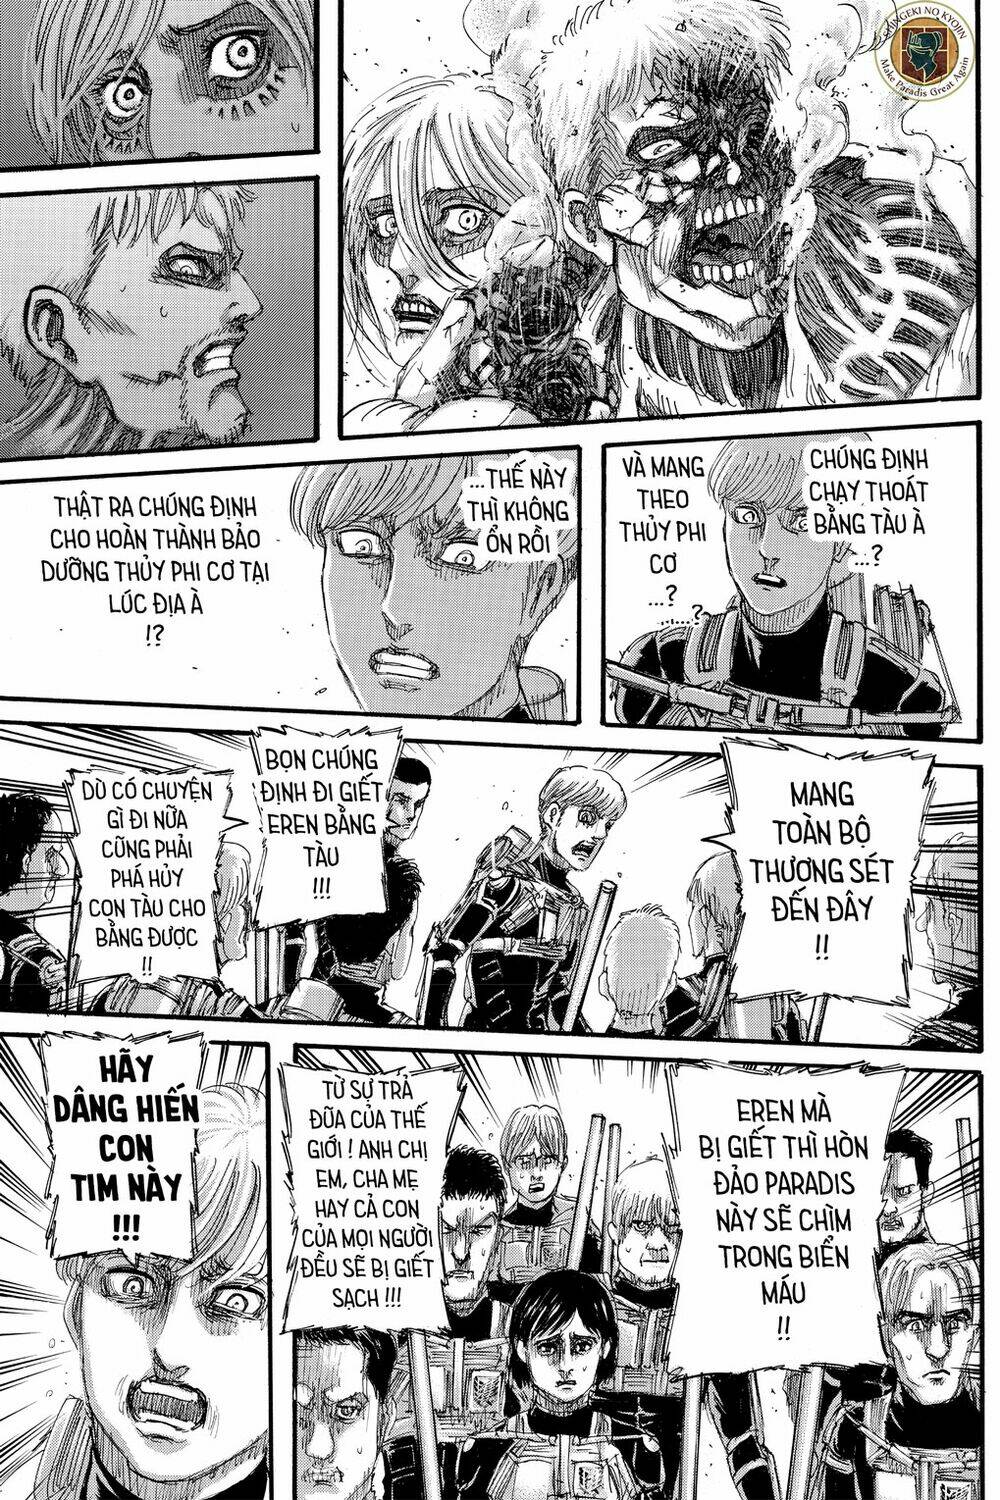 SHINGEKI NO KYOJIN
Make Paradis Great Again
CHÚNG ĐỊNH
CHẠY THOÁT
BẰNG TÀU À
...?
VÀ MANG
THEO
THỦY PHI
CƠ
...?
...?
...THẾ NÀY
THÌ KHÔNG
ỔN RỒI
THẬT RA CHÚNG ĐỊNH
CHO HOÀN THÀNH BẢO
DƯỠNG THỦY PHI CƠ TẠI
LÚC ĐỊA À
!?
MANG
TOÀN BỘ
THƯƠNG SÉT
ĐẾN ĐÂY
!!
BỌN CHÚNG
ĐỊNH ĐI GIẾT
EREN BẰNG
TÀU
!!!
DÙ CÓ CHUYỆN
GÌ ĐI NỮA
CŨNG PHẢI
PHÁ HỦY
CON TÀU CHO
BẰNG ĐƯỢC
!!
EREN MÀ
BỊ GIẾT THÌ HÒN
ĐẢO PARADIS
NÀY SẼ CHÌM
TRONG BIỂN
MÁU
!!
TỪ SỰ TRẢ
ĐŨA CỦA THẾ
GIỚI ! ANH CHỊ
EM, CHA MẸ
HAY CẢ CON
CỦA MỌI NGƯỜI
ĐỀU SẼ BỊ GIẾT
SẠCH !!!
HÃY
DÂNG HIẾN
CON
TIM NÀY
!!!